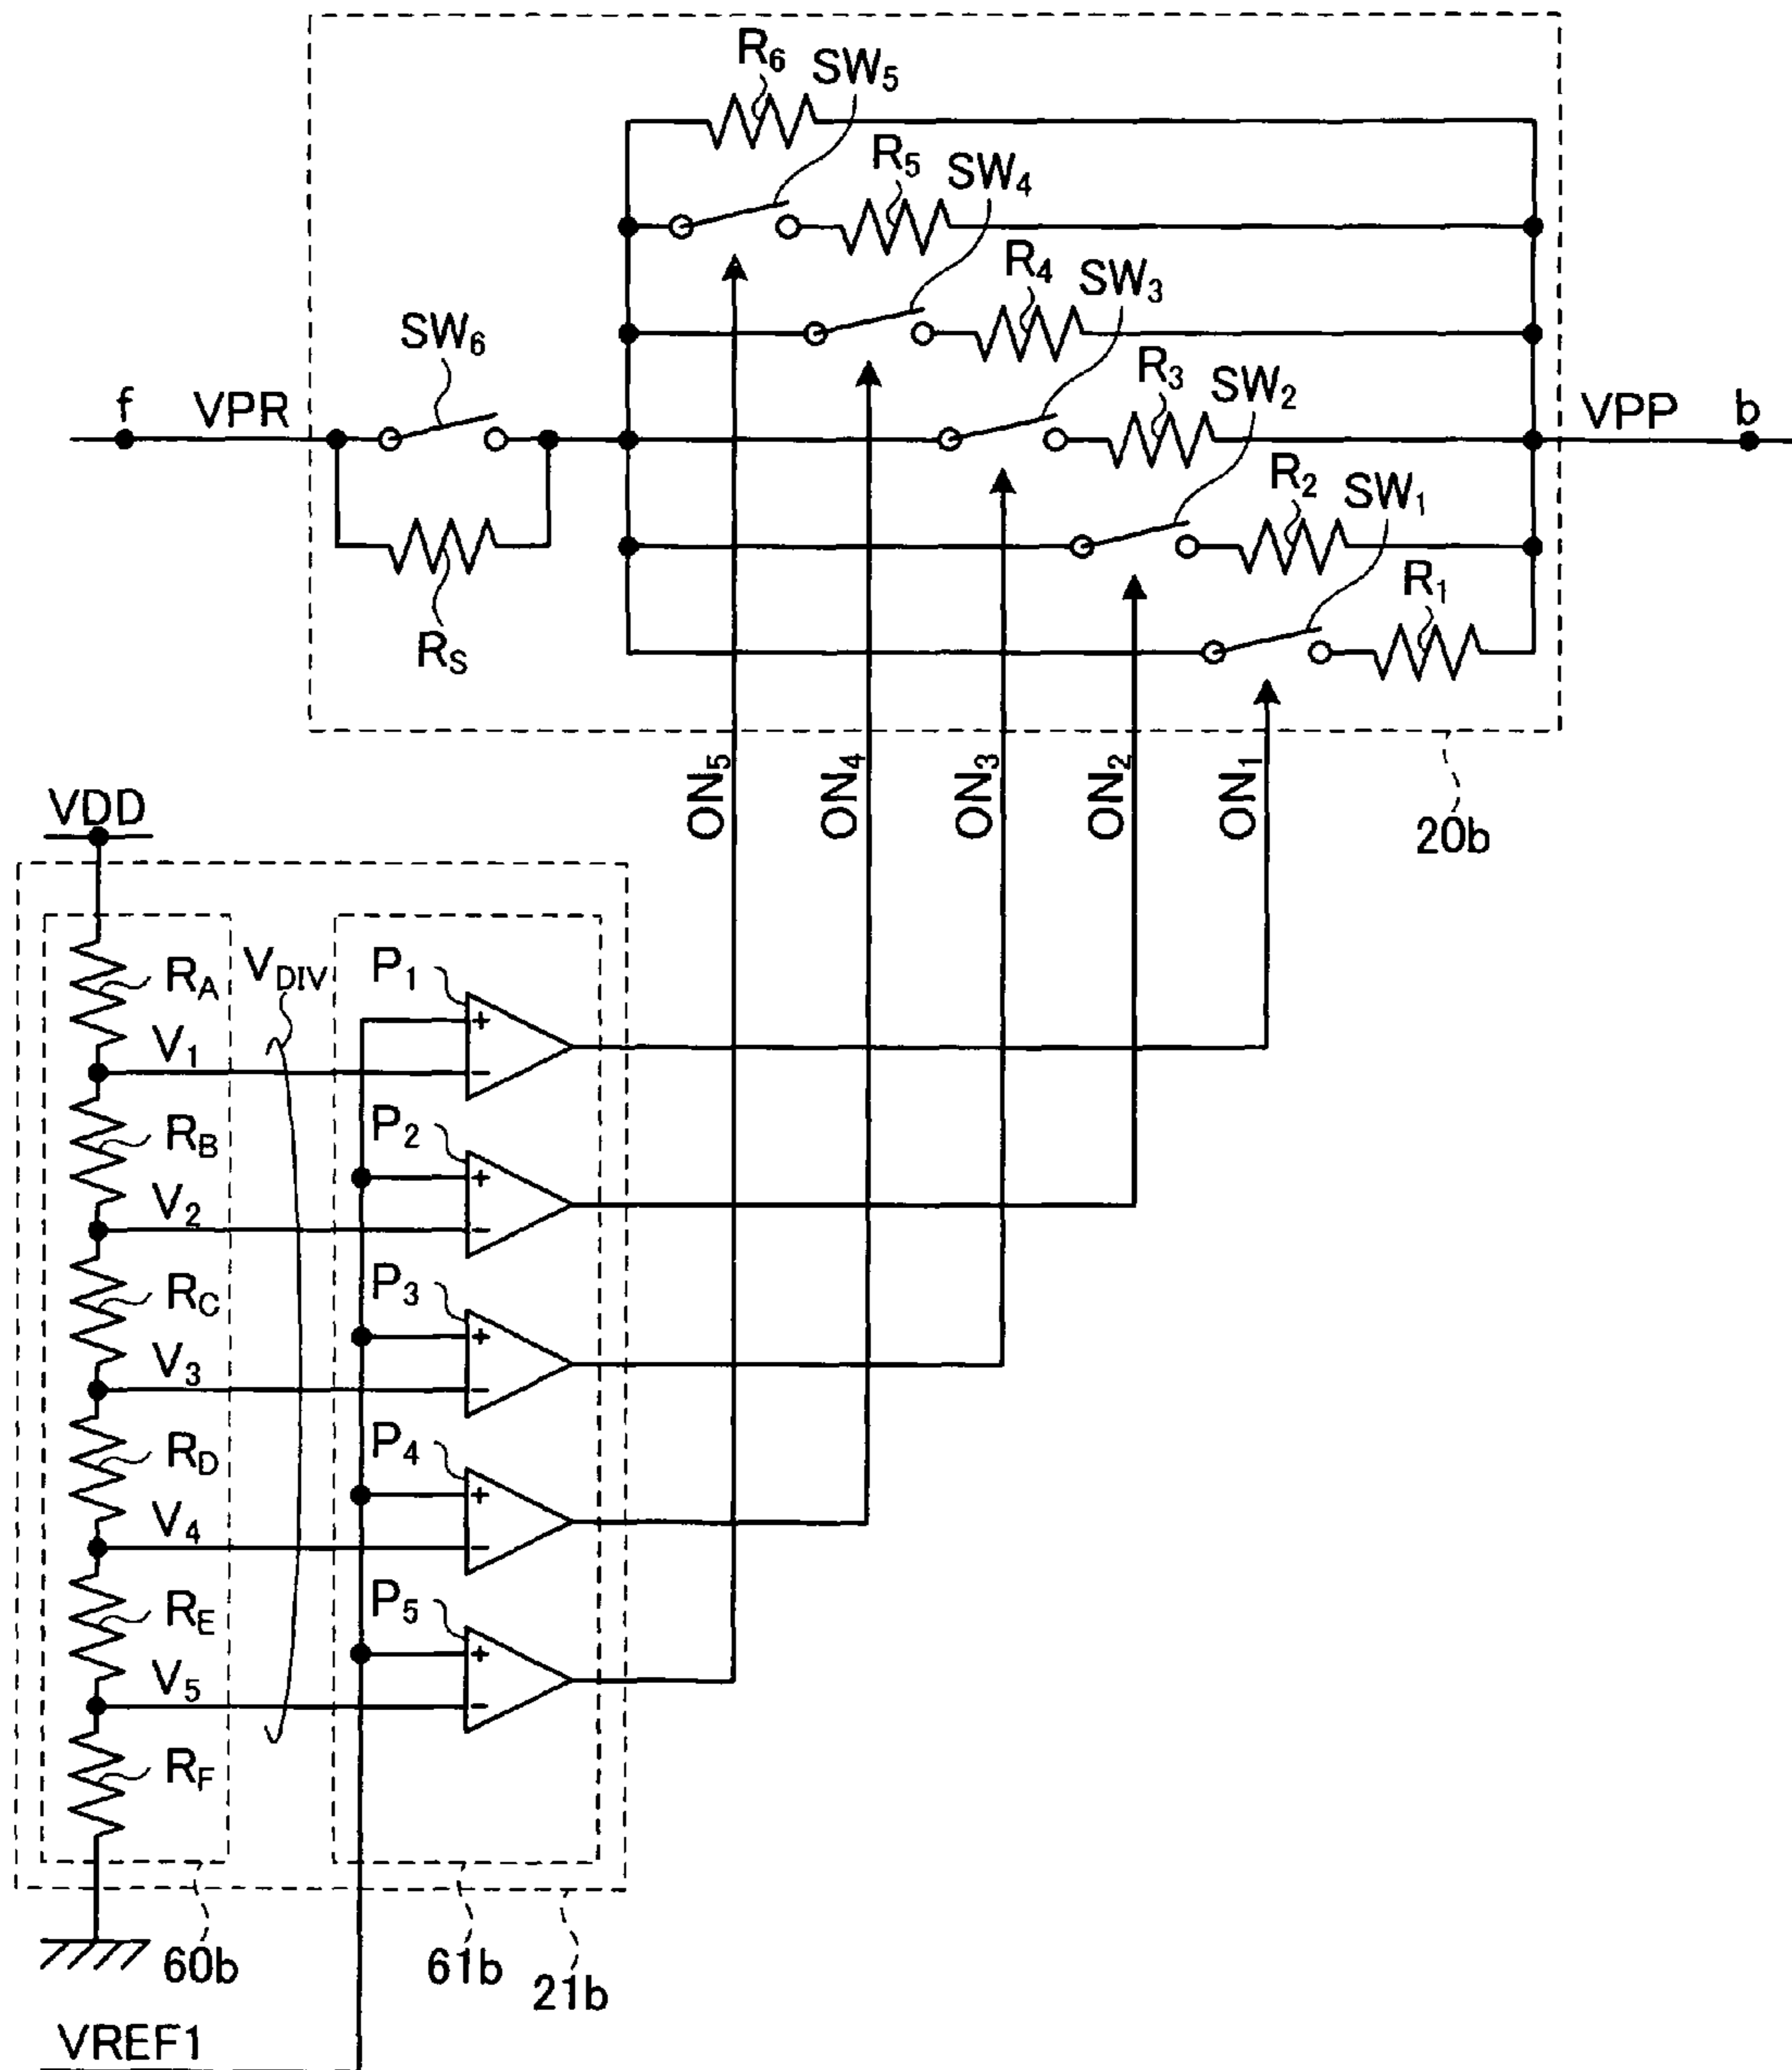 R6
SW5
R5
SW4
R4
SW3
SW6
R3
SW2
f
VPR
VPP
b
R2
SW1
R1
RS
ON5
ON4
ON3
ON2
ON1
20b
VDD
RA
VDIV
P1
+
V1
-
RB
P2
+
V2
-
RC
P3
+
V3
-
RD
P4
+
V4
-
RE
P5
+
V5
-
RF
60b
61b
21b
VREF1